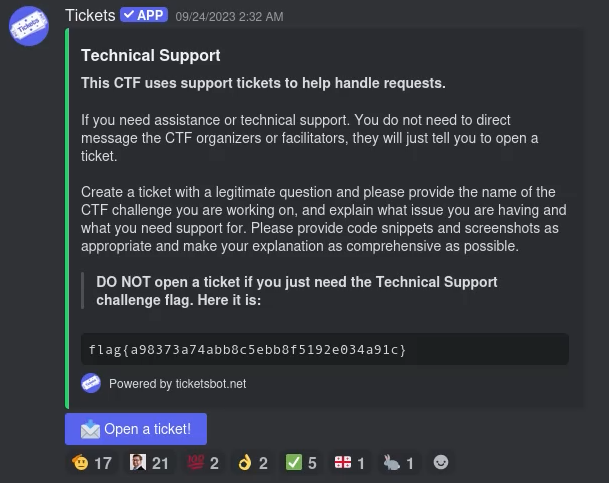 Tickets ✓ APP 09/24/2023 2:32 AM
Technical Support
This CTF uses support tickets to help handle requests.
If you need assistance or technical support. You do not need to direct
message the CTF organizers or facilitators, they will just tell you to open a
ticket.
Create a ticket with a legitimate question and please provide the name of the
CTF challenge you are working on, and explain what issue you are having and
what you need support for. Please provide code snippets and screenshots as
appropriate and make your explanation as comprehensive as possible.
DO NOT open a ticket if you just need the Technical Support
challenge flag. Here it is:
flag{a98373a74abb8c5ebb8f5192e034a91c}
Powered by ticketsbot.net
Open a ticket!
17 21 💯 2 2 5 1 1